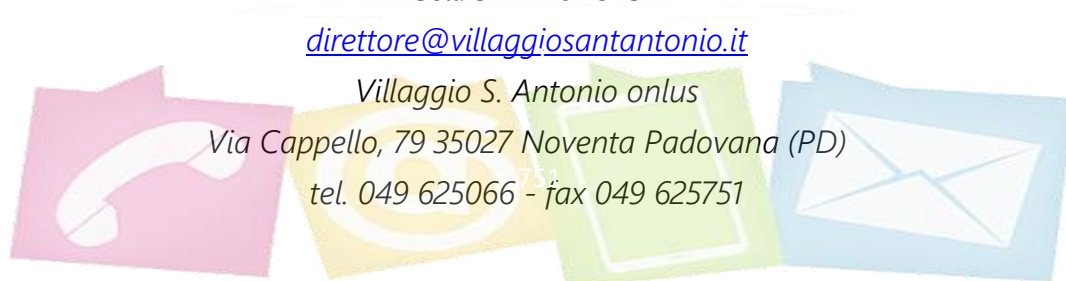 direttore@villaggiosantantonio.it
Villaggio S. Antonio onlus
Via Cappello, 79 35027 Noventa Padovana (PD)
tel. 049 625066 - fax 049 625751